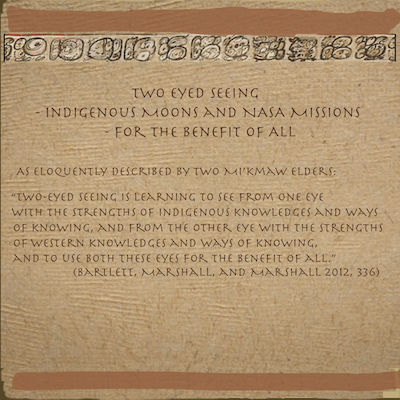 Two Eyed Seeing
- Indigenous Moons and NASA Missions
- for the Benefit of All
As eloquently described by two Mi'kmaw Elders:
"Two-Eyed Seeing is learning to see from one eye
with the strengths of Indigenous knowledges and ways
of knowing, and from the other eye with the strengths
of Western knowledges and ways of knowing,
and to use both these eyes for the benefit of all."
(Bartlett, Marshall, and Marshall 2012, 336)